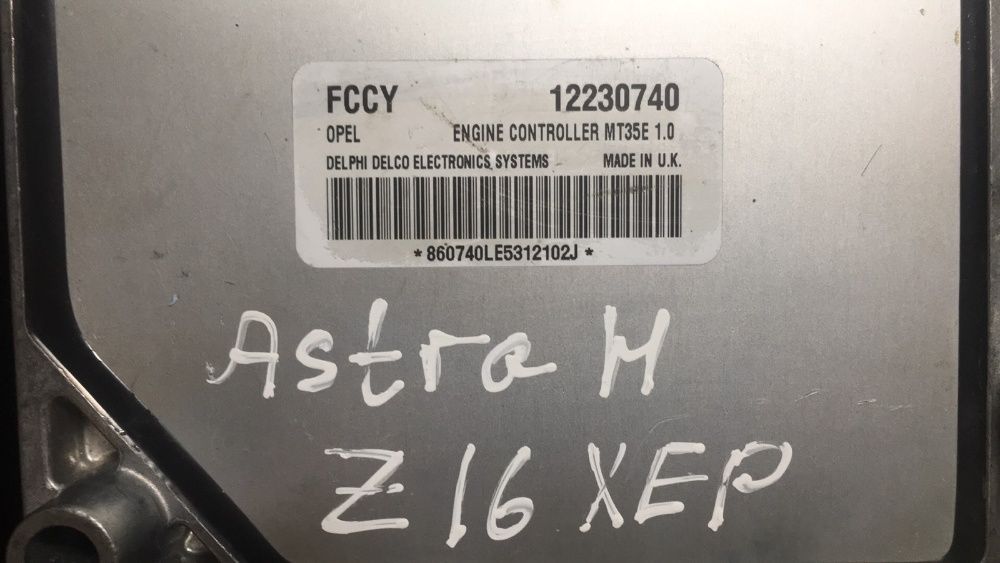 FCCY 12230740
OPEL ENGINE CONTROLLER MT35E 1.0
DELPHI DELCO ELECTRONICS SYSTEMS MADE IN U.K.
*860740LE5312102J*
Astra H
Z16XEP